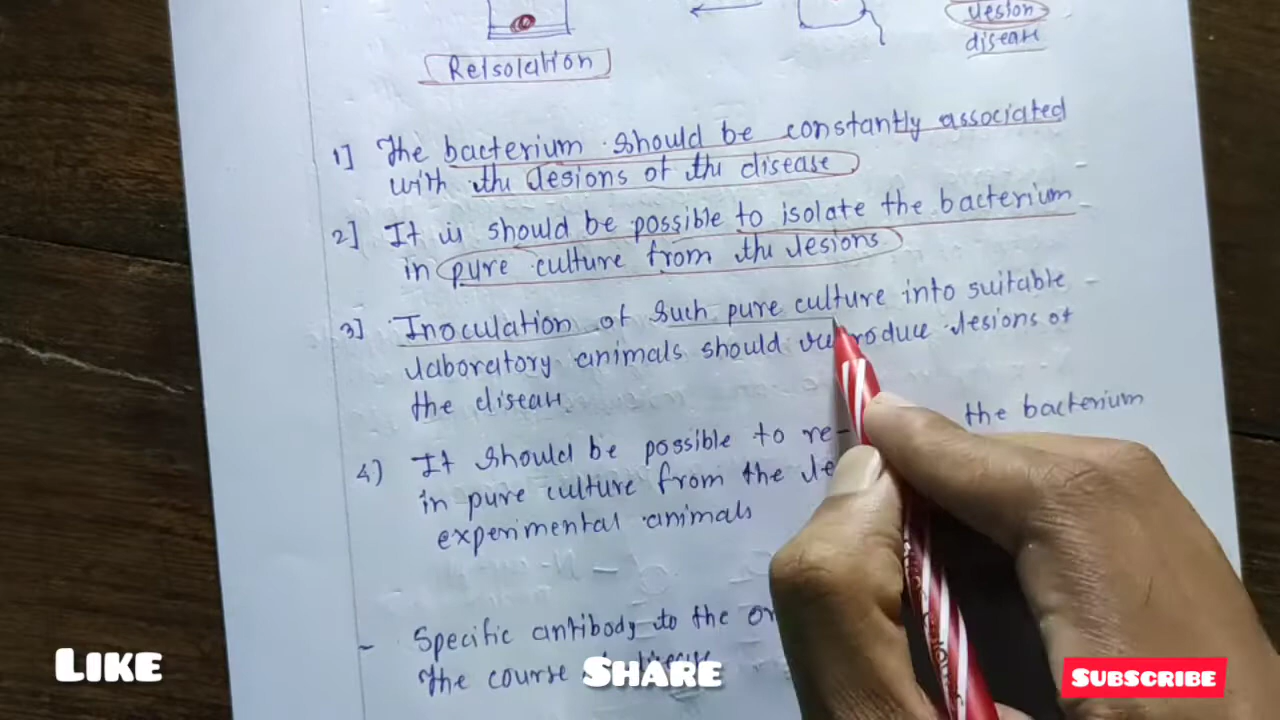 lesion
disease
Reisolation
1] The bacterium should be constantly associated
with the lesions of the disease
2] It is should be possible to isolate the bacterium
in pure culture from the lesions
3] Inoculation of such pure culture into suitable
laboratory animals should reproduce lesions of
the disease
4) It should be possible to re- the bacterium
in pure culture from the
experimental animals
- Specific antibody to the
the course disease
LIKE
SHARE
SUBSCRIBE